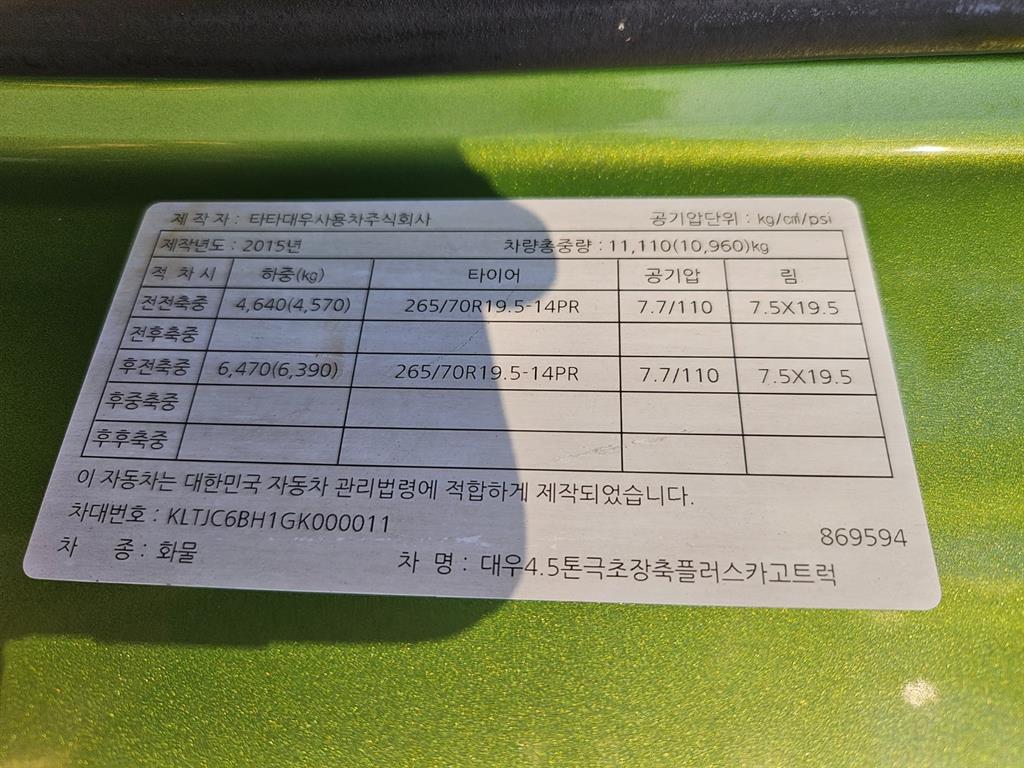 제 작 자 : 타타대우사용차주식회사 공기압단위 : kg/㎠/psi
제작년도 : 2015년 차량총중량 : 11,110(10,960)kg
적 차 시 하중(kg) 타이어 공기압 림
전전축중 4,640(4,570) 265/70R19.5-14PR 7.7/110 7.5X19.5
전후축중
후전축중 6,470(6,390) 265/70R19.5-14PR 7.7/110 7.5X19.5
후중축중
후후축중
이 자동차는 대한민국 자동차 관리법령에 적합하게 제작되었습니다.
차대번호 : KLTJC6BH1GK000011 869594
차 종 : 화물 차 명 : 대우4.5톤극초장축플러스카고트럭